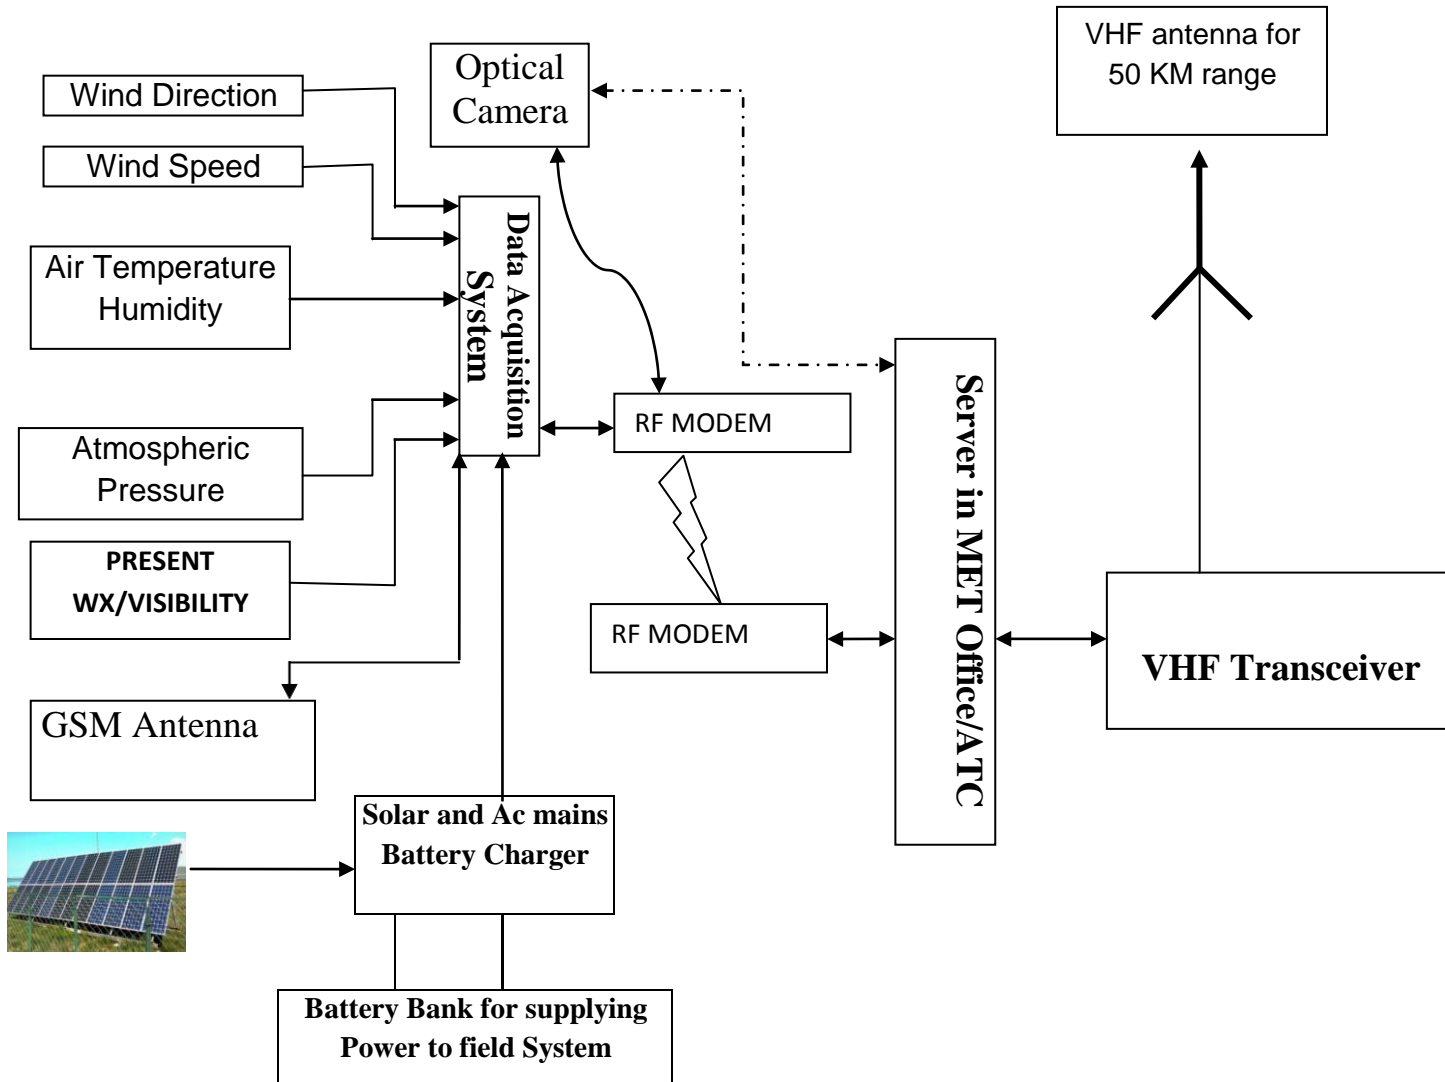 Wind Direction
Wind Speed
Air Temperature
Humidity
Atmospheric
Pressure
PRESENT
WX/VISIBILITY
GSM Antenna
Optical
Camera
Data Acquisition
System
RF MODEM
RF MODEM
Solar and Ac mains
Battery Charger
Battery Bank for supplying
Power to field System
Server in MET Office/ATC
VHF antenna for
50 KM range
VHF Transceiver